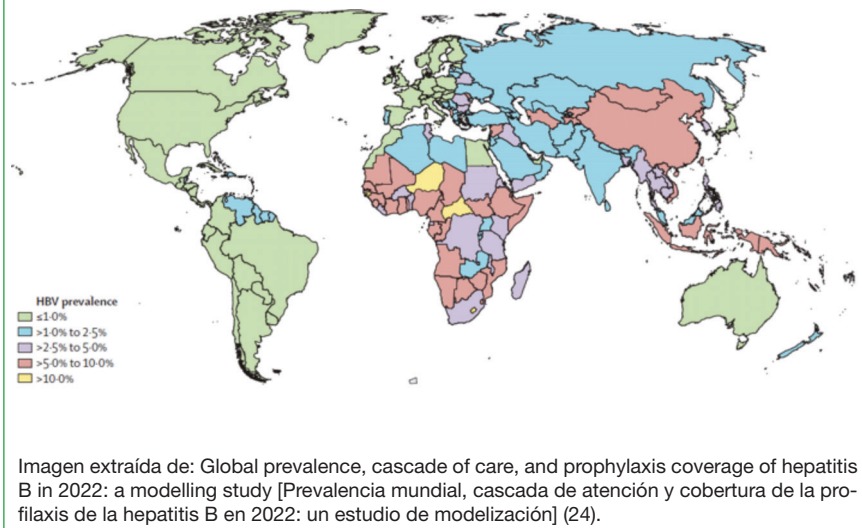 HBV prevalence
≤1·0%
>1·0% to 2·5%
>2·5% to 5·0%
>5·0% to 10·0%
>10·0%
Imagen extraída de: Global prevalence, cascade of care, and prophylaxis coverage of hepatitis
B in 2022: a modelling study [Prevalencia mundial, cascada de atención y cobertura de la pro-
filaxis de la hepatitis B en 2022: un estudio de modelización] (24).